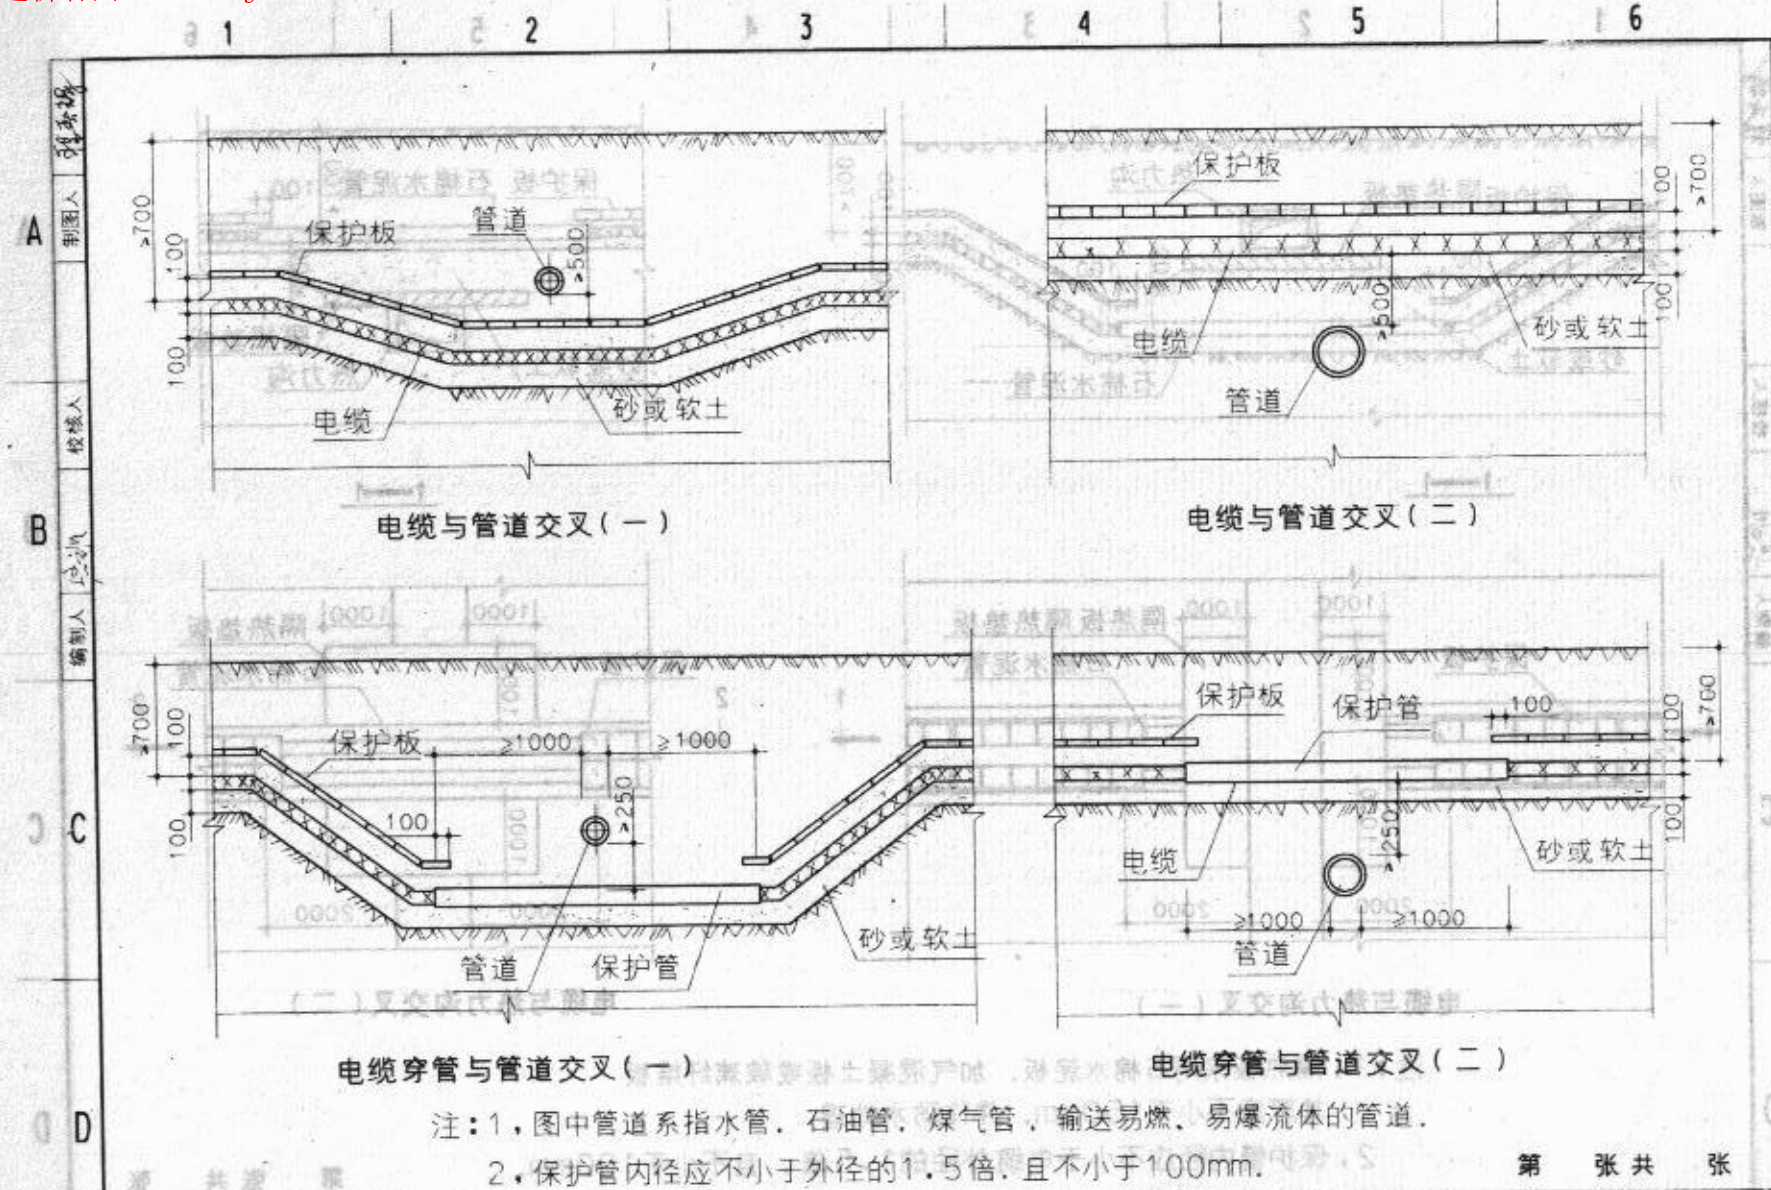 1 2 3 4 5 6
A
制图人
≥700
100
100
保护板
管道
≥500
电缆
砂或软土
保护板
100
≥700
100
≥500
电缆
砂或软土
管道
校核人
B
电缆与管道交叉(一)
电缆与管道交叉(二)
编制人
≥700
100
100
保护板
≥1000
≥1000
100
≥250
管道
保护管
砂或软土
保护板
保护管
100
100
≥700
100
≥250
电缆
砂或软土
≥1000
≥1000
管道
C
电缆穿管与管道交叉(一)
电缆穿管与管道交叉(二)
D
注:1,图中管道系指水管、石油管、煤气管、输送易燃、易爆流体的管道.
2,保护管内径应不小于外径的1.5倍.且不小于100mm.
第 张共 张